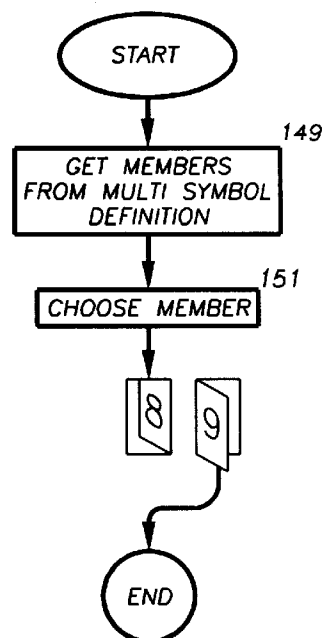 START
149
GET MEMBERS
FROM MULTI SYMBOL
DEFINITION
151
CHOOSE MEMBER
8 9
END